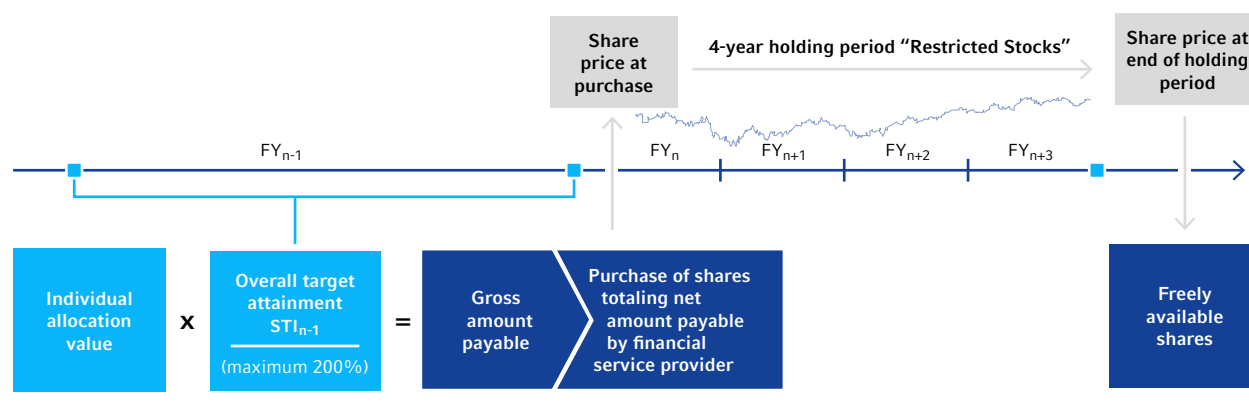 Share
price at
purchase
4-year holding period “Restricted Stocks”
Share price at
end of holding
period
FYn-1
FYn
FYn+1
FYn+2
FYn+3
Individual
allocation
value
x
Overall target
attainment
STIn-1
(maximum 200%)
=
Gross
amount
payable
Purchase of shares
totaling net
amount payable
by financial
service provider
Freely
available
shares